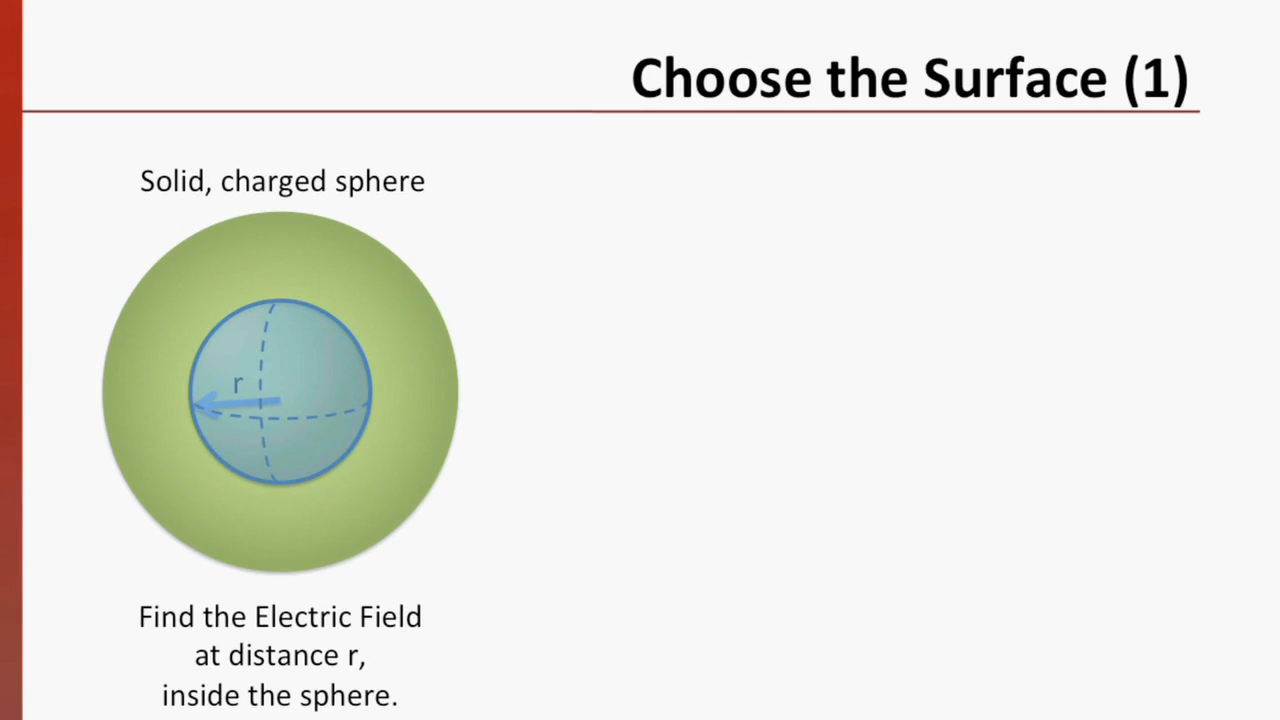 Choose the Surface (1)
Solid, charged sphere
r
Find the Electric Field
at distance r,
inside the sphere.